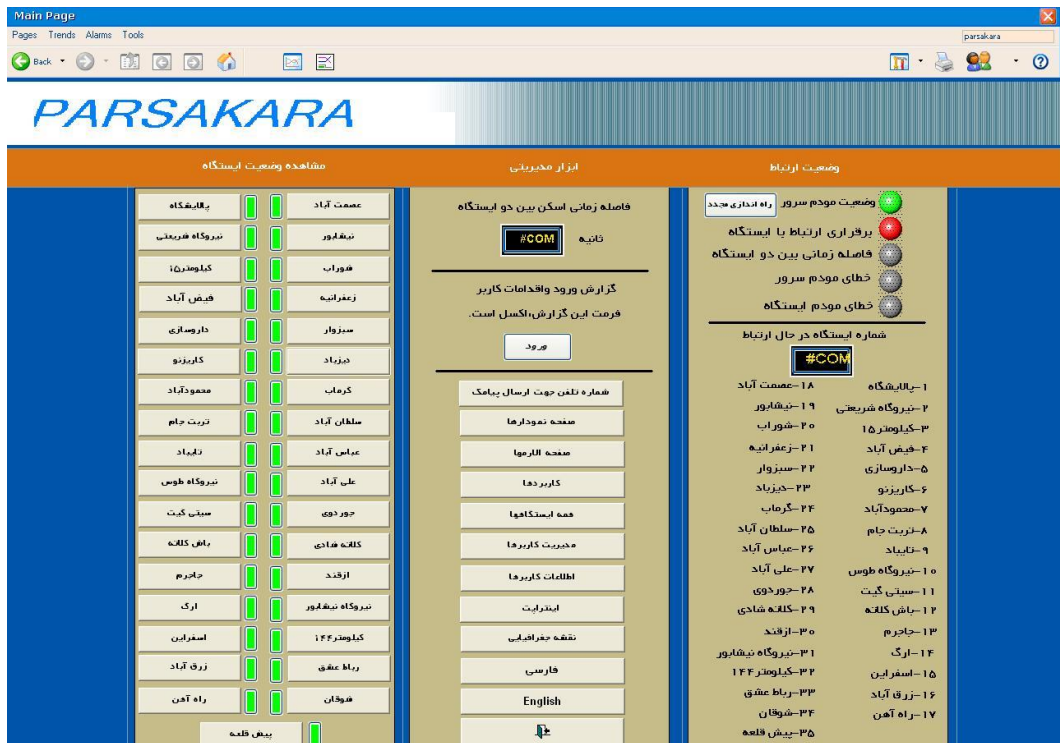 Main Page
Pages Trends Alarms Tools
parsakara
Back
PARSAKARA
وضعیت ارتباط
ابزار مدیریتی
مشاهده وضعیت ایستگاه
وضعیت مودم سرور
راه اندازی مجدد
برقراری ارتباط با ایستگاه
فاصله زمانی بین دو ایستگاه
خطای مودم سرور
خطای مودم ایستگاه
شماره ایستگاه در حال ارتباط
#COM
۱-پالایشگاه
۲-نیروگاه شریعتی
۳-کیلومتر۱۵
۴-فیض آباد
۵-داروسازی
۶-کاریزنو
۷-محمودآباد
۸-تربت جام
۹-تایباد
۱۰-نیروگاه طوس
۱۱-سیتی گیت
۱۲-باش کلاته
۱۳-جاجرم
۱۴-ارگ
۱۵-اسفراین
۱۶-زرق آباد
۱۷-راه آهن
۱۸-عصمت آباد
۱۹-نیشابور
۲۰-شوراب
۲۱-زعفرانیه
۲۲-سبزوار
۲۳-دیزباد
۲۴-گرماب
۲۵-سلطان آباد
۲۶-عباس آباد
۲۷-علی آباد
۲۸-جوردوی
۲۹-کلاته شادی
۳۰-ازقند
۳۱-نیروگاه نیشابور
۳۲-کیلومتر۱۴۴
۳۳-رباط عشق
۳۴-شوقان
۳۵-پیش قلعه
فاصله زمانی اسکن بین دو ایستگاه
#COM ثانیه
گزارش ورود واقدامات کاربر
فرمت این گزارش،اکسل است.
ورود
شماره تلفن جهت ارسال پیامک
صفحه نمودارها
صفحه الارمها
کاربردها
همه ایستگاهها
مدیریت کاربرها
اطلاعات کاربرها
اینترلیت
نقشه جغرافیایی
فارسی
English
عصمت آباد
پالایشگاه
نیشابور
نیروگاه شریعتی
شوراب
کیلومتر۱۵
زعفرانیه
فیض آباد
سبزوار
داروسازی
دیزباد
کاریزنو
گرماب
محمودآباد
سلطان آباد
تربت جام
عباس آباد
تایباد
علی آباد
نیروگاه طوس
جوردوی
سیتی گیت
کلاته شادی
باش کلاته
ازقند
جاجرم
نیروگاه نیشابور
ارگ
کیلومتر۱۴۴
اسفراین
رباط عشق
زرق آباد
شوقان
راه آهن
پیش قلعه